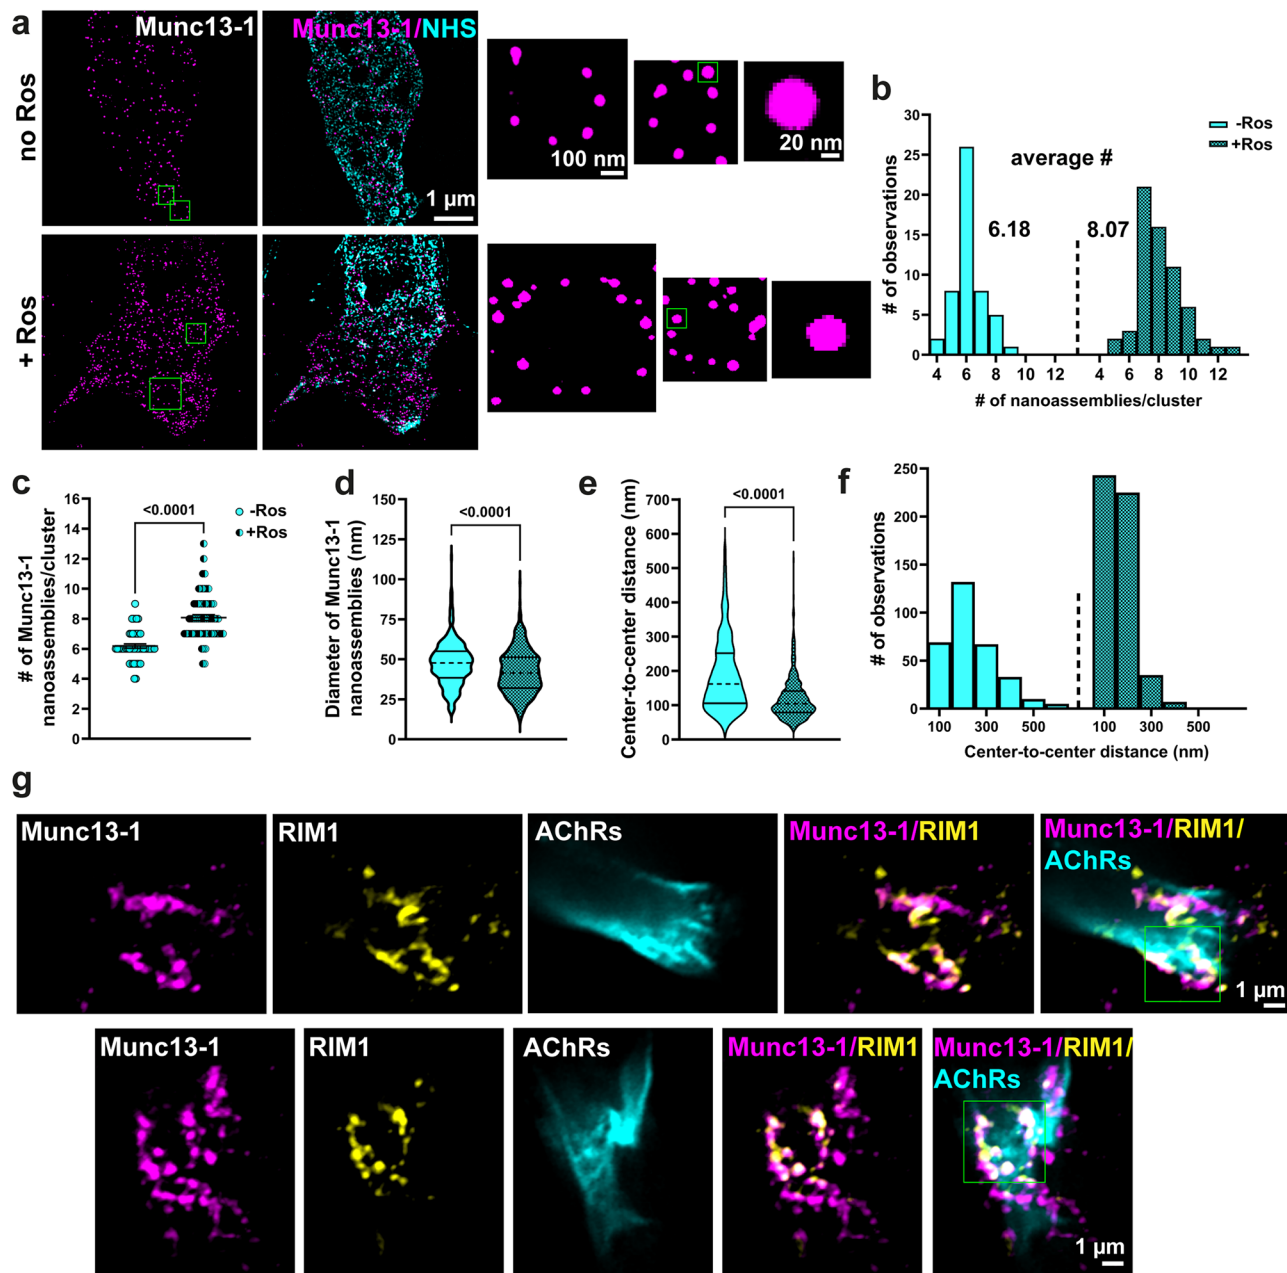 a
Munc13-1
Munc13-1/NHS
no Ros
1 µm
100 nm
20 nm
+ Ros
b
# of observations
30
25
20
15
10
5
0
average #
6.18
8.07
-Ros
+Ros
4 6 8 10 12 4 6 8 10 12
# of nanoassemblies/cluster
c
# of Munc13-1
nanoassemblies/cluster
16
14
12
10
8
6
4
2
0
<0.0001
-Ros
+Ros
d
Diameter of Munc13-1
nanoassemblies (nm)
150
125
100
75
50
25
0
<0.0001
e
Center-to-center distance (nm)
700
600
500
400
300
200
100
0
<0.0001
f
# of observations
250
200
150
100
50
0
100 300 500 100 300 500
Center-to-center distance (nm)
g
Munc13-1
RIM1
AChRs
Munc13-1/RIM1
Munc13-1/RIM1/
AChRs
1 µm
Munc13-1
RIM1
AChRs
Munc13-1/RIM1
Munc13-1/RIM1/
AChRs
1 µm